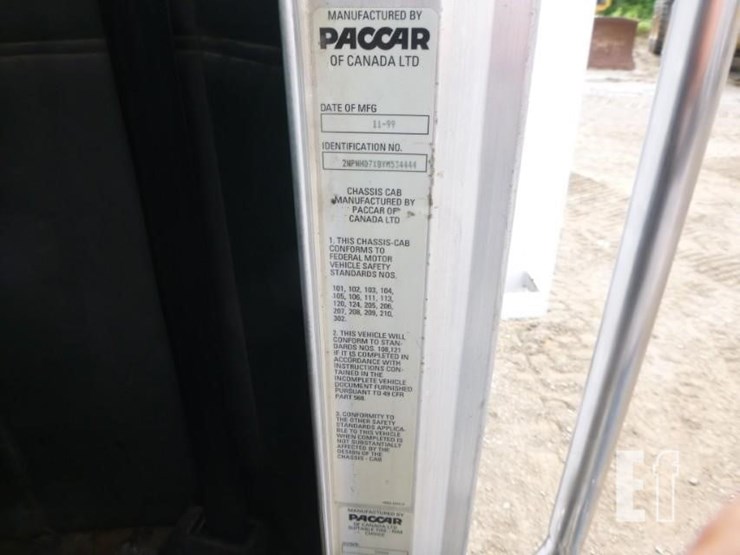 MANUFACTURED BY
PACCAR
OF CANADA LTD
DATE OF MFG
11-99
IDENTIFICATION NO.
CHASSIS CAB
MANUFACTURED BY
PACCAR OF
CANADA LTD
1. THIS CHASSIS-CAB
CONFORMS TO
FEDERAL MOTOR
VEHICLE SAFETY
STANDARDS NOS.
101, 102, 103, 104,
105, 106, 111, 113,
120, 124, 205, 206,
207, 208, 209, 210,
302.
2. THIS VEHICLE WILL
CONFORM TO STAN-
DARDS NOS. 108,121
IF IT IS COMPLETED IN
ACCORDANCE WITH
INSTRUCTIONS CON-
TAINED IN THE
INCOMPLETE VEHICLE
DOCUMENT FURNISHED
PURSUANT TO 49 CFR
PART 568.
3. CONFORMITY TO
THE OTHER SAFETY
STANDARDS APPLICA-
BLE TO THIS VEHICLE
WHEN COMPLETED IS
NOT SUBSTANTIALLY
AFFECTED BY THE
DESIGN OF THE
CHASSIS - CAB
MANUFACTURED BY
PACCAR
OF CANADA LTD
Ef